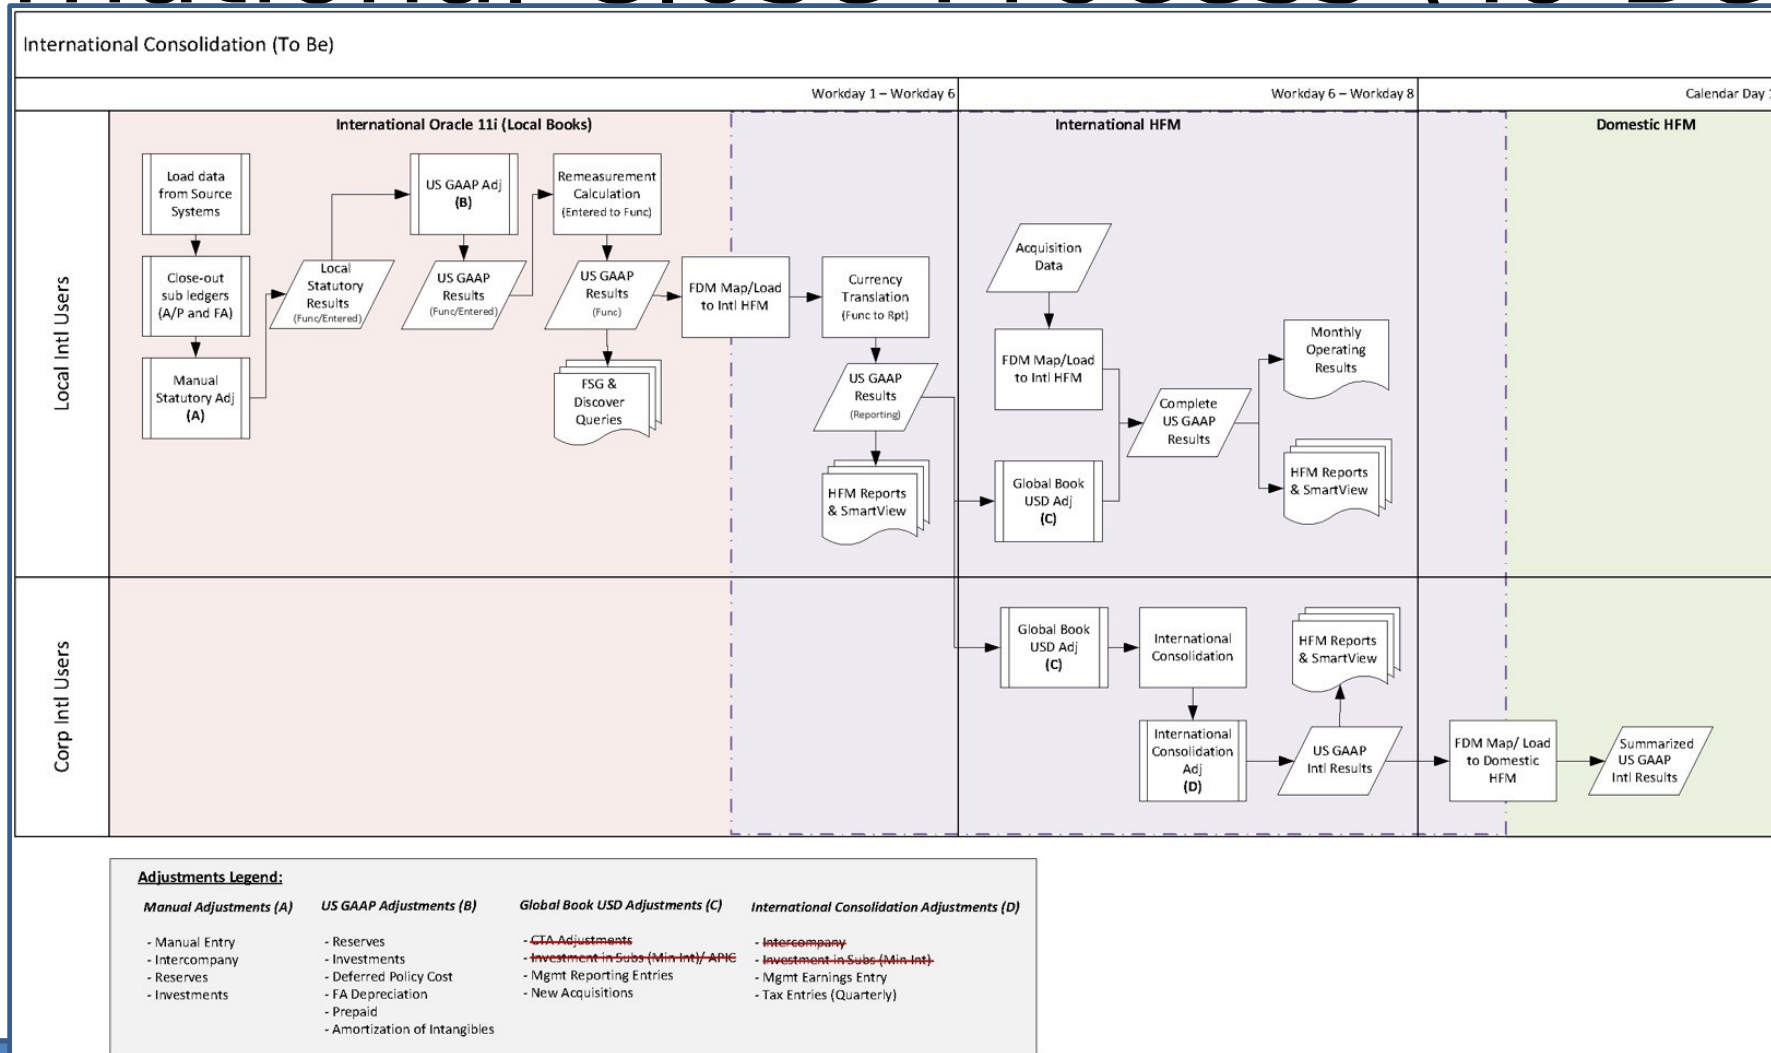 International Consolidation (To Be)
Workday 1 – Workday 6
Workday 6 – Workday 8
Calendar Day
International Oracle 11i (Local Books)
International HFM
Domestic HFM
Local Intl Users
Load data
from Source
Systems
Close-out
sub ledgers
(A/P and FA)
Manual
Statutory Adj
(A)
Local
Statutory
Results
(Func/Entered)
US GAAP Adj
(B)
US GAAP
Results
(Func/Entered)
Remeasurement
Calculation
(Entered to Func)
US GAAP
Results
(Func)
FSG &
Discover
Queries
FDM Map/Load
to Intl HFM
Currency
Translation
(Func to Rpt)
US GAAP
Results
(Reporting)
HFM Reports
& SmartView
Acquisition
Data
FDM Map/Load
to Intl HFM
Global Book
USD Adj
(C)
Complete
US GAAP
Results
Monthly
Operating
Results
HFM Reports
& SmartView
Corp Intl Users
Global Book
USD Adj
(C)
International
Consolidation
International
Consolidation
Adj
(D)
HFM Reports
& SmartView
US GAAP
Intl Results
FDM Map/ Load
to Domestic
HFM
Summarized
US GAAP
Intl Results
Adjustments Legend:
Manual Adjustments (A)
- Manual Entry
- Intercompany
- Reserves
- Investments
US GAAP Adjustments (B)
- Reserves
- Investments
- Deferred Policy Cost
- FA Depreciation
- Prepaid
- Amortization of Intangibles
Global Book USD Adjustments (C)
- CTA Adjustments
- Investment in Subs (Min Int)/ APIC
- Mgmt Reporting Entries
- New Acquisitions
International Consolidation Adjustments (D)
- Intercompany
- Investment in Subs (Min Int)
- Mgmt Earnings Entry
- Tax Entries (Quarterly)